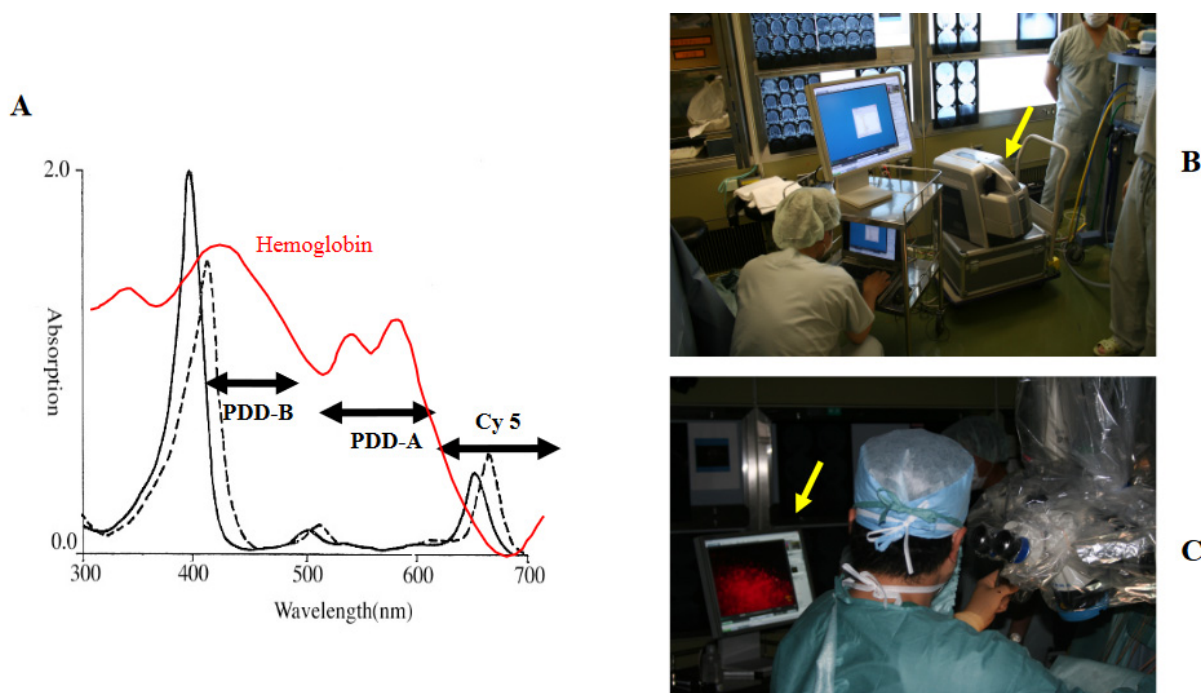 A
2.0
Hemoglobin
Absorption
PDD-B
PDD-A
Cy 5
0.0
300
400
500
600
700
Wavelength(nm)
B
C